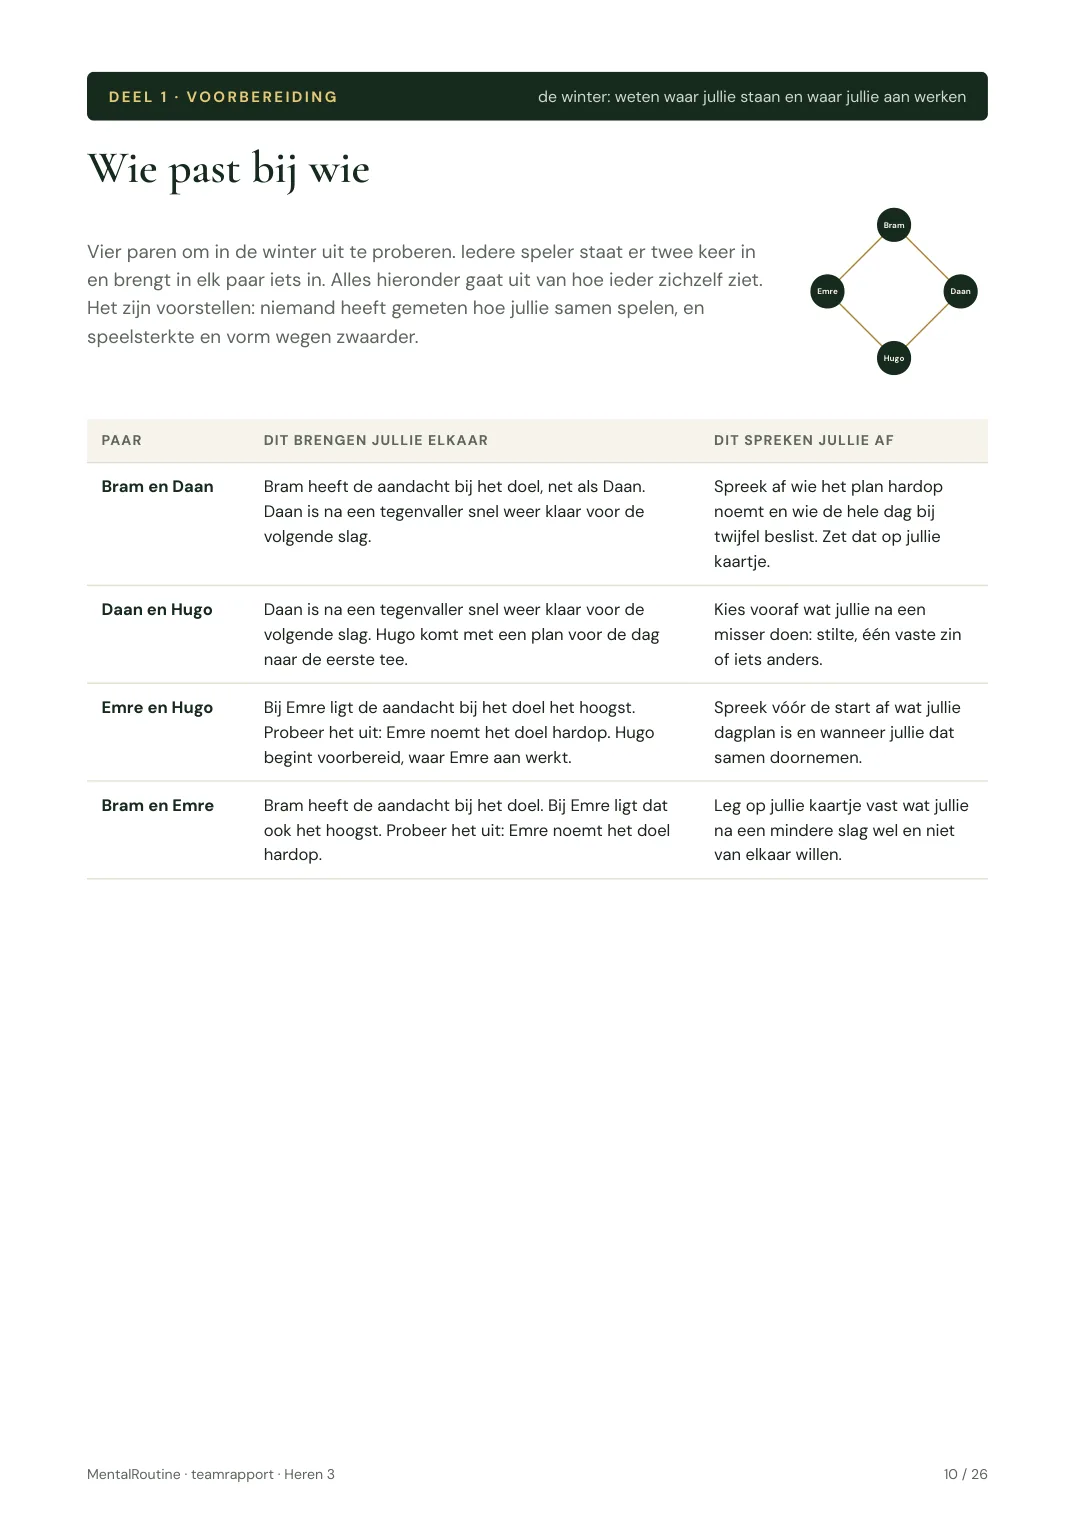 DEEL 1 · VOORBEREIDING
de winter: weten waar jullie staan en waar jullie aan werken
Wie past bij wie
Vier paren om in de winter uit te proberen. Iedere speler staat er twee keer in
en brengt in elk paar iets in. Alles hieronder gaat uit van hoe ieder zichzelf ziet.
Het zijn voorstellen: niemand heeft gemeten hoe jullie samen spelen, en
speelsterkte en vorm wegen zwaarder.
Bram
Emre
Daan
Hugo
PAAR
DIT BRENGEN JULLIE ELKAAR
DIT SPREKEN JULLIE AF
Bram en Daan
Bram heeft de aandacht bij het doel, net als Daan.
Daan is na een tegenvaller snel weer klaar voor de
volgende slag.
Spreek af wie het plan hardop
noemt en wie de hele dag bij
twijfel beslist. Zet dat op jullie
kaartje.
Daan en Hugo
Daan is na een tegenvaller snel weer klaar voor de
volgende slag. Hugo komt met een plan voor de dag
naar de eerste tee.
Kies vooraf wat jullie na een
misser doen: stilte, één vaste zin
of iets anders.
Emre en Hugo
Bij Emre ligt de aandacht bij het doel het hoogst.
Probeer het uit: Emre noemt het doel hardop. Hugo
begint voorbereid, waar Emre aan werkt.
Spreek vóór de start af wat jullie
dagplan is en wanneer jullie dat
samen doornemen.
Bram en Emre
Bram heeft de aandacht bij het doel. Bij Emre ligt dat
ook het hoogst. Probeer het uit: Emre noemt het doel
hardop.
Leg op jullie kaartje vast wat jullie
na een mindere slag wel en niet
van elkaar willen.
MentalRoutine · teamrapport · Heren 3
10 / 26